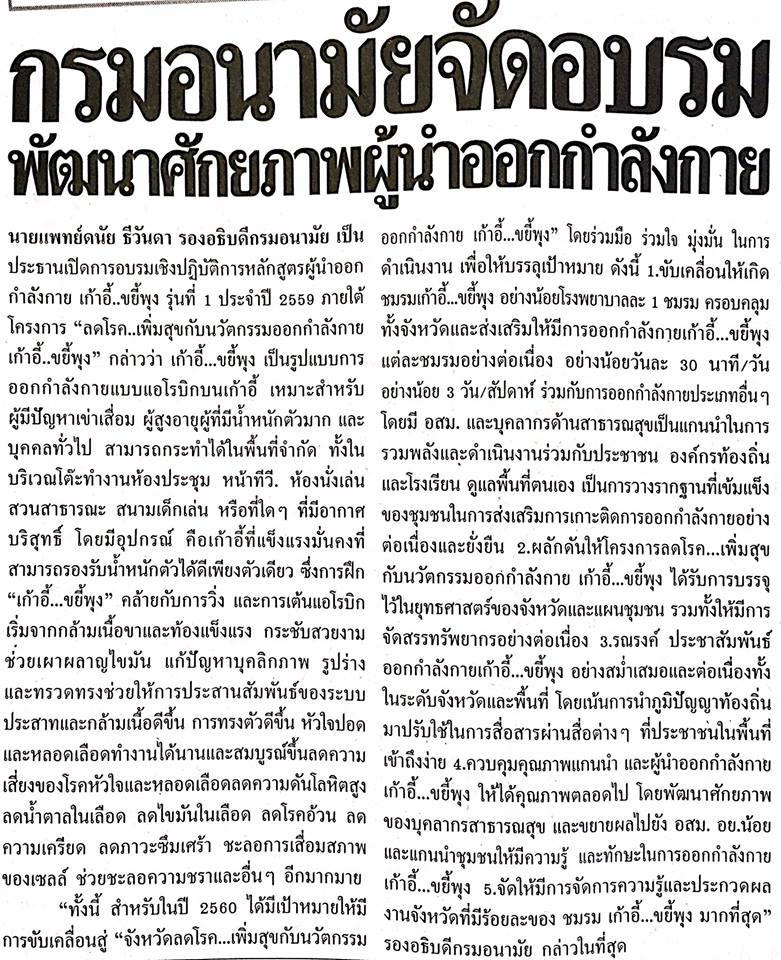 กรมอนามัยจัดอบรม
พัฒนาศักยภาพผู้นำออกกำลังกาย
นายแพทย์ดนัย ธีวันดา รองอธิบดีกรมอนามัย เป็น
ประธานเปิดการอบรมเชิงปฏิบัติการหลักสูตรผู้นำออก
กำลังกาย เก้าอี้..ขยี้พุง รุ่นที่ 1 ประจำปี 2559 ภายใต้
โครงการ “ลดโรค...เพิ่มสุขกับนวัตกรรมออกกำลังกาย
เก้าอี้..ขยี้พุง” กล่าวว่า เก้าอี้...ขยี้พุง เป็นรูปแบบการ
ออกกำลังกายแบบแอโรบิกบนเก้าอี้ เหมาะสำหรับ
ผู้มีปัญหาเข่าเสื่อม ผู้สูงอายุผู้ที่มีน้ำหนักตัวมาก และ
บุคคลทั่วไป สามารถกระทำได้ในพื้นที่จำกัด ทั้งใน
บริเวณโต๊ะทำงานห้องประชุม หน้าทีวี. ห้องนั่งเล่น
สวนสาธารณะ สนามเด็กเล่น หรือที่ใดๆ ที่มีอากาศ
บริสุทธิ์ โดยมีอุปกรณ์ คือเก้าอี้ที่แข็งแรงมั่นคงที่
สามารถรองรับน้ำหนักตัวได้ดีเพียงตัวเดียว ซึ่งการฝึก
“เก้าอี้...ขยี้พุง” คล้ายกับการวิ่ง และการเต้นแอโรบิก
เริ่มจากกล้ามเนื้อขาและท้องแข็งแรง กระชับสวยงาม
ช่วยเผาผลาญไขมัน แก้ปัญหาบุคลิกภาพ รูปร่าง
และทรวดทรงช่วยให้การประสานสัมพันธ์ของระบบ
ประสาทและกล้ามเนื้อดีขึ้น การทรงตัวดีขึ้น หัวใจปอด
และหลอดเลือดทำงานได้นานและสมบูรณ์ขึ้นลดความ
เสี่ยงของโรคหัวใจและหลอดเลือดลดความดันโลหิตสูง
ลดน้ำตาลในเลือด ลดไขมันในเลือด ลดโรคอ้วน ลด
ความเครียด ลดภาวะซึมเศร้า ชะลอการเสื่อมสภาพ
ของเซลล์ ช่วยชะลอความชราและอื่นๆ อีกมากมาย
“ทั้งนี้ สำหรับในปี 2560 ได้มีเป้าหมายให้มี
การขับเคลื่อนสู่ “จังหวัดลดโรค...เพิ่มสุขกับนวัตกรรม
ออกกำลังกาย เก้าอี้...ขยี้พุง” โดยร่วมมือ ร่วมใจ มุ่งมั่น ในการ
ดำเนินงาน เพื่อให้บรรลุเป้าหมาย ดังนี้ 1.ขับเคลื่อนให้เกิด
ชมรมเก้าอี้...ขยี้พุง อย่างน้อยโรงพยาบาลละ 1 ชมรม ครอบคลุม
ทั้งจังหวัดและส่งเสริมให้มีการออกกำลังกายเก้าอี้...ขยี้พุง
แต่ละชมรมอย่างต่อเนื่อง อย่างน้อยวันละ 30 นาที/วัน
อย่างน้อย 3 วัน/สัปดาห์ ร่วมกับการออกกำลังกายประเภทอื่นๆ
โดยมี อสม. และบุคลากรด้านสาธารณสุขเป็นแกนนำในการ
รวมพลังและดำเนินงานร่วมกับประชาชน องค์กรท้องถิ่น
และโรงเรียน ดูแลพื้นที่ตนเอง เป็นการวางรากฐานที่เข้มแข็ง
ของชุมชนในการส่งเสริมการเกาะติดการออกกำลังกายอย่าง
ต่อเนื่องและยั่งยืน 2.ผลักดันให้โครงการลดโรค...เพิ่มสุข
กับนวัตกรรมออกกำลังกาย เก้าอี้...ขยี้พุง ได้รับการบรรจุ
ไว้ในยุทธศาสตร์ของจังหวัดและแผนชุมชน รวมทั้งให้มีการ
จัดสรรทรัพยากรอย่างต่อเนื่อง 3.รณรงค์ ประชาสัมพันธ์
ออกกำลังกายเก้าอี้...ขยี้พุง อย่างสม่ำเสมอและต่อเนื่องทั้ง
ในระดับจังหวัดและพื้นที่ โดยเน้นการนำภูมิปัญญาท้องถิ่น
มาปรับใช้ในการสื่อสารผ่านสื่อต่างๆ ที่ประชาชนในพื้นที่
เข้าถึงง่าย 4.ควบคุมคุณภาพแกนนำ และผู้นำออกกำลังกาย
เก้าอี้...ขยี้พุง ให้ได้คุณภาพตลอดไป โดยพัฒนาศักยภาพ
ของบุคลากรสาธารณสุข และขยายผลไปยัง อสม. อย.น้อย
และแกนนำชุมชนให้มีความรู้ และทักษะในการออกกำลังกาย
เก้าอี้...ขยี้พุง 5.จัดให้มีการจัดการความรู้และประกวดผล
งานจังหวัดที่มีร้อยละของ ชมรม เก้าอี้...ขยี้พุง มากที่สุด”
รองอธิบดีกรมอนามัย กล่าวในที่สุด